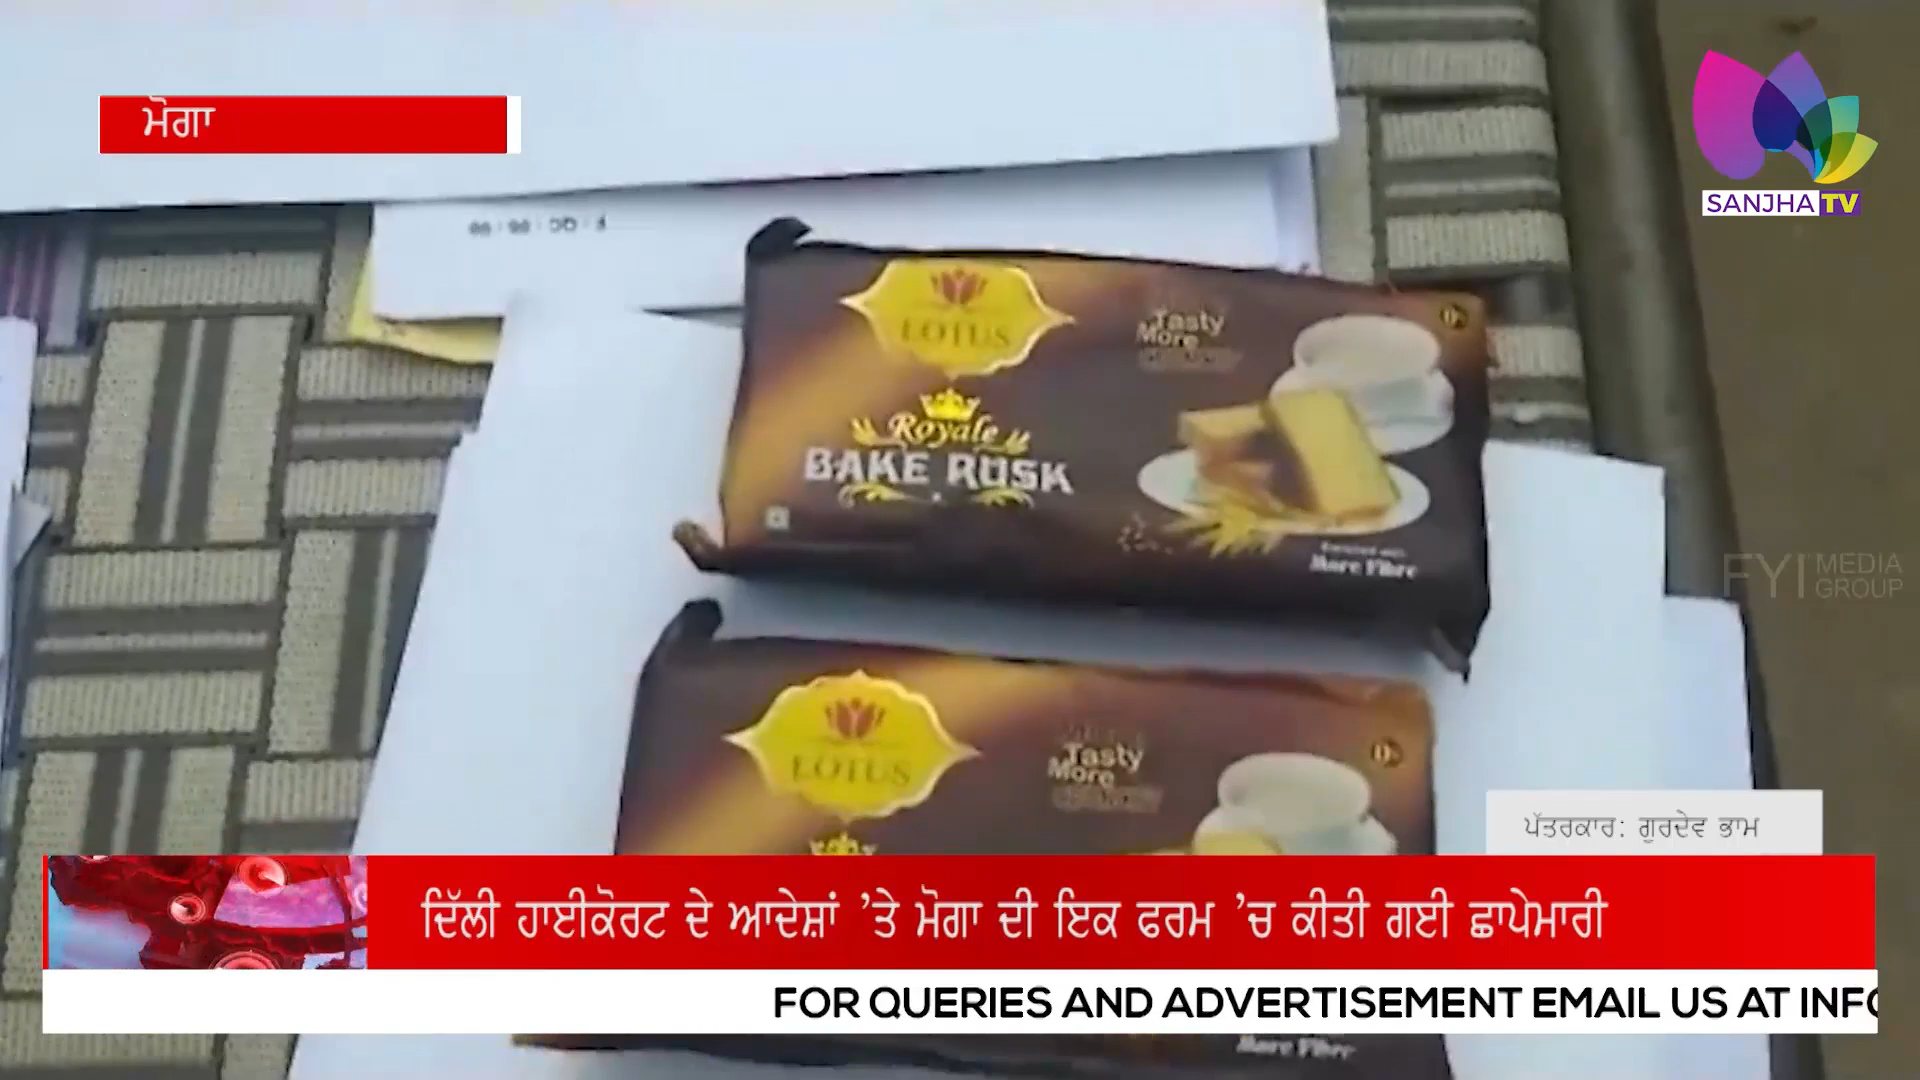 ਮੋਗਾ
SANJHA TV
LOTUS
Tasty
More
Royale
BAKE RUSK
More Fibre
FYI MEDIA
GROUP
LOTUS
Tasty
More
ਪੱਤਰਕਾਰ: ਗੁਰਦੇਵ ਭਾਮ
ਦਿੱਲੀ ਹਾਈਕੋਰਟ ਦੇ ਆਦੇਸ਼ਾਂ ’ਤੇ ਮੋਗਾ ਦੀ ਇਕ ਫਰਮ ’ਚ ਕੀਤੀ ਗਈ ਛਾਪੇਮਾਰੀ
FOR QUERIES AND ADVERTISEMENT EMAIL US AT INFO
More Fibre